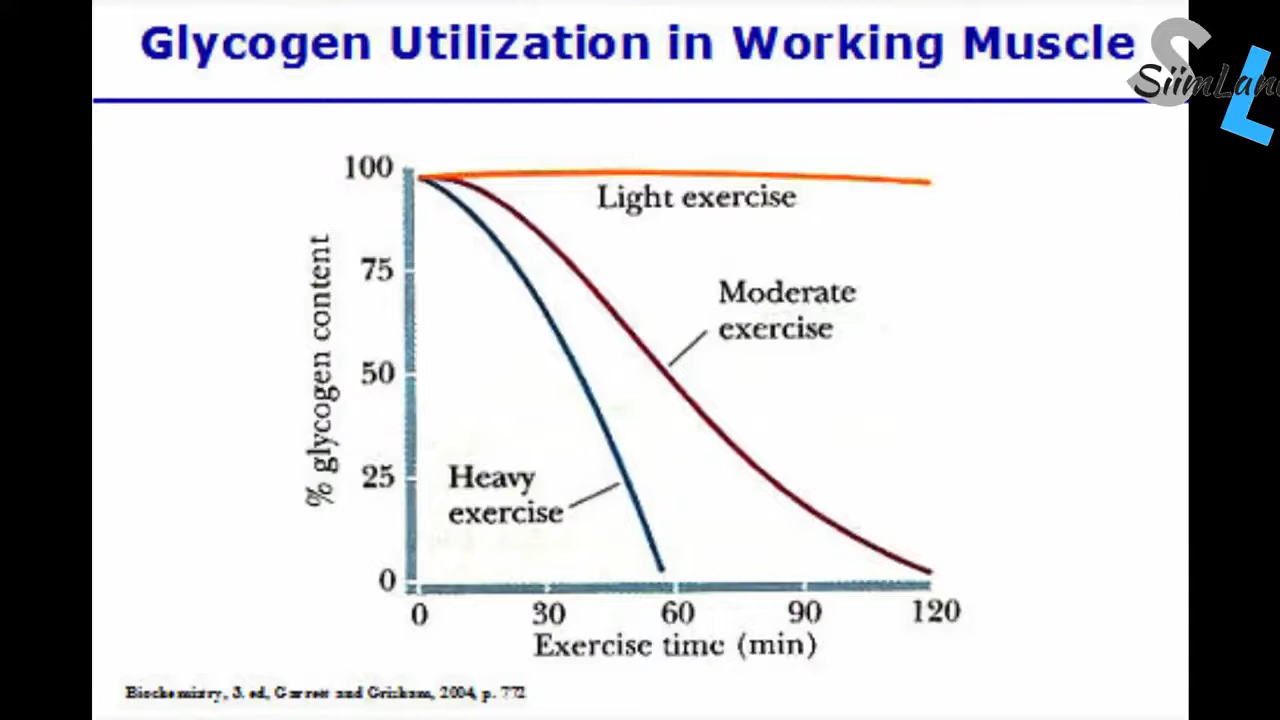 Glycogen Utilization in Working Muscle
S
SiimLan
L
100
Light exercise
75
Moderate
exercise
50
% glycogen content
25
Heavy
exercise
0
0 30 60 90 120
Exercise time (min)
Biochemistry, 3. ed, Garrett and Grisham, 2004, p. 772